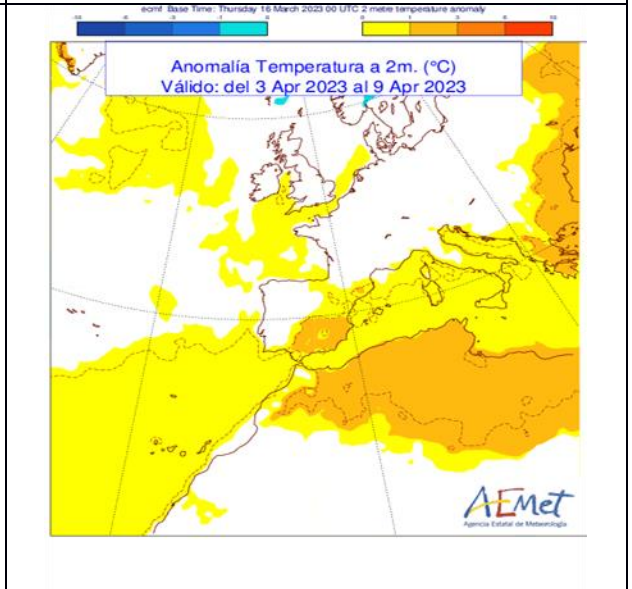 ecmf Base Time: Thursday 16 March 2023 00 UTC 2 metre temperature anomaly
Anomalía Temperatura a 2m. (°C)
Válido: del 3 Apr 2023 al 9 Apr 2023
AEMet
Agencia Estatal de Meteorología